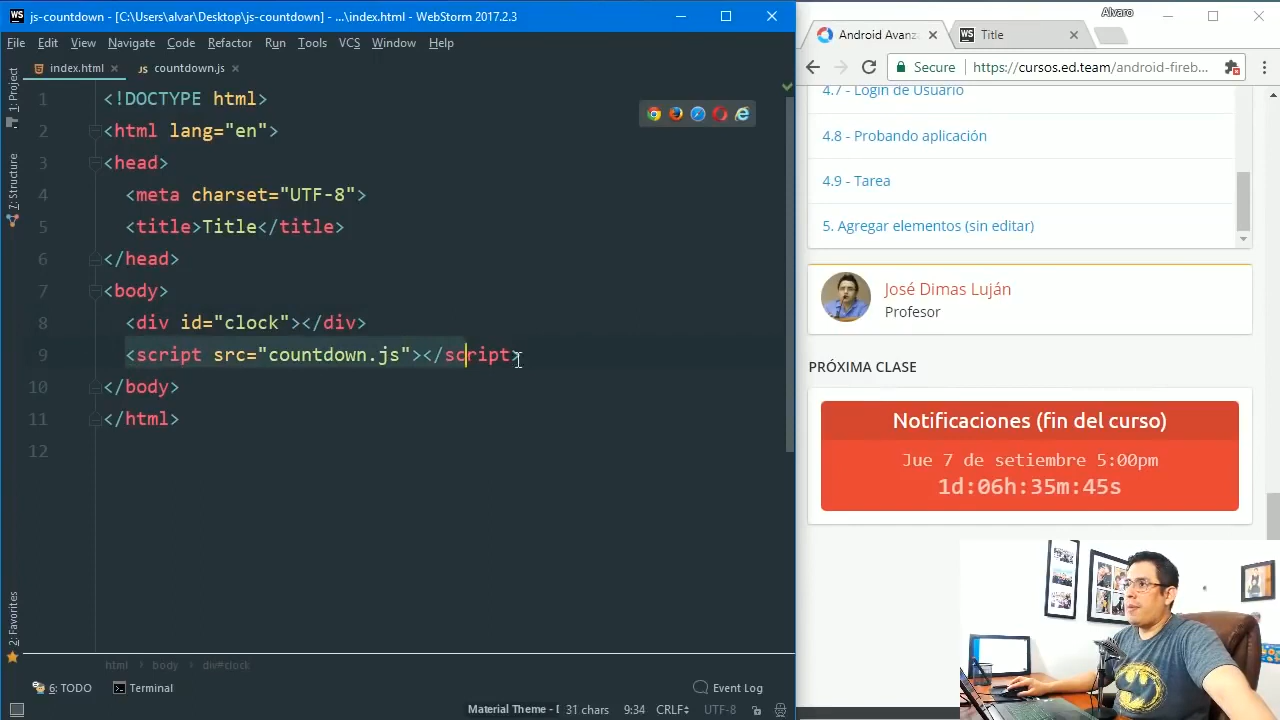 js-countdown - [C:\Users\alvar\Desktop\js-countdown] - ...\index.html - WebStorm 2017.2.3
File Edit View Navigate Code Refactor Run Tools VCS Window Help
index.html
countdown.js
1: Project
7: Structure
2: Favorites
1 <!DOCTYPE html>
2 <html lang="en">
3 <head>
4 <meta charset="UTF-8">
5 <title>Title</title>
6 </head>
7 <body>
8 <div id="clock"></div>
9 <script src="countdown.js"></script>
10 </body>
11 </html>
12
html body div#clock
6: TODO Terminal Event Log
Material Theme - 31 chars 9:34 CRLF UTF-8
Alvaro
Android Avanz
Title
Secure https://cursos.ed.team/android-fireb...
4.7 - Login de Usuario
4.8 - Probando aplicación
4.9 - Tarea
5. Agregar elementos (sin editar)
José Dimas Luján
Profesor
PRÓXIMA CLASE
Notificaciones (fin del curso)
Jue 7 de setiembre 5:00pm
1d:06h:35m:45s